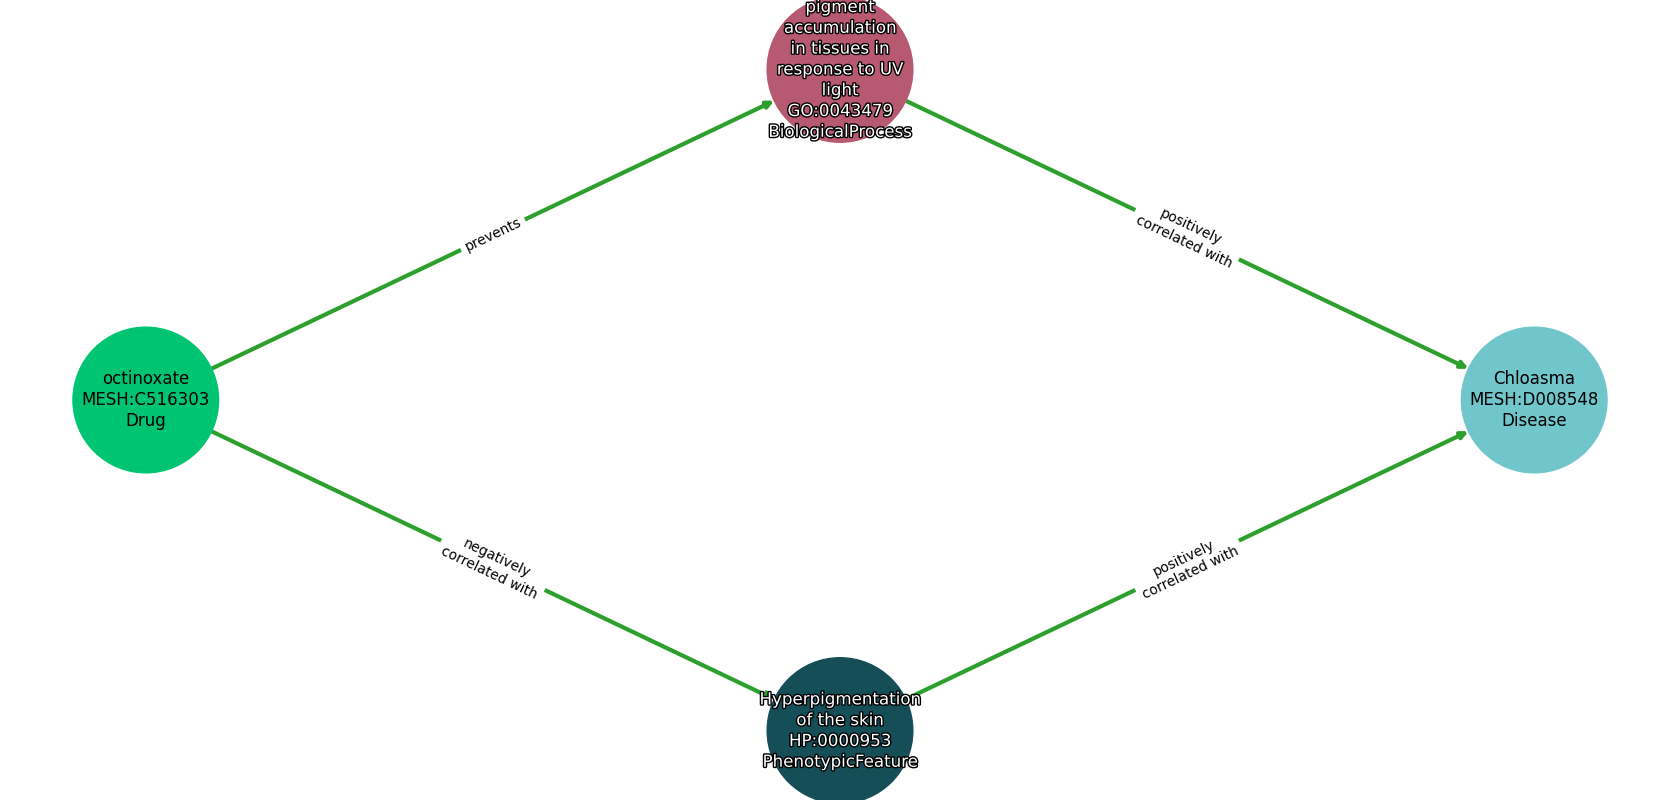 pigment
accumulation
in tissues in
response to UV
light
GO:0043479
BiologicalProcess
prevents
positively
correlated with
octinoxate
MESH:C516303
Drug
Chloasma
MESH:D008548
Disease
negatively
correlated with
positively
correlated with
Hyperpigmentation
of the skin
HP:0000953
PhenotypicFeature